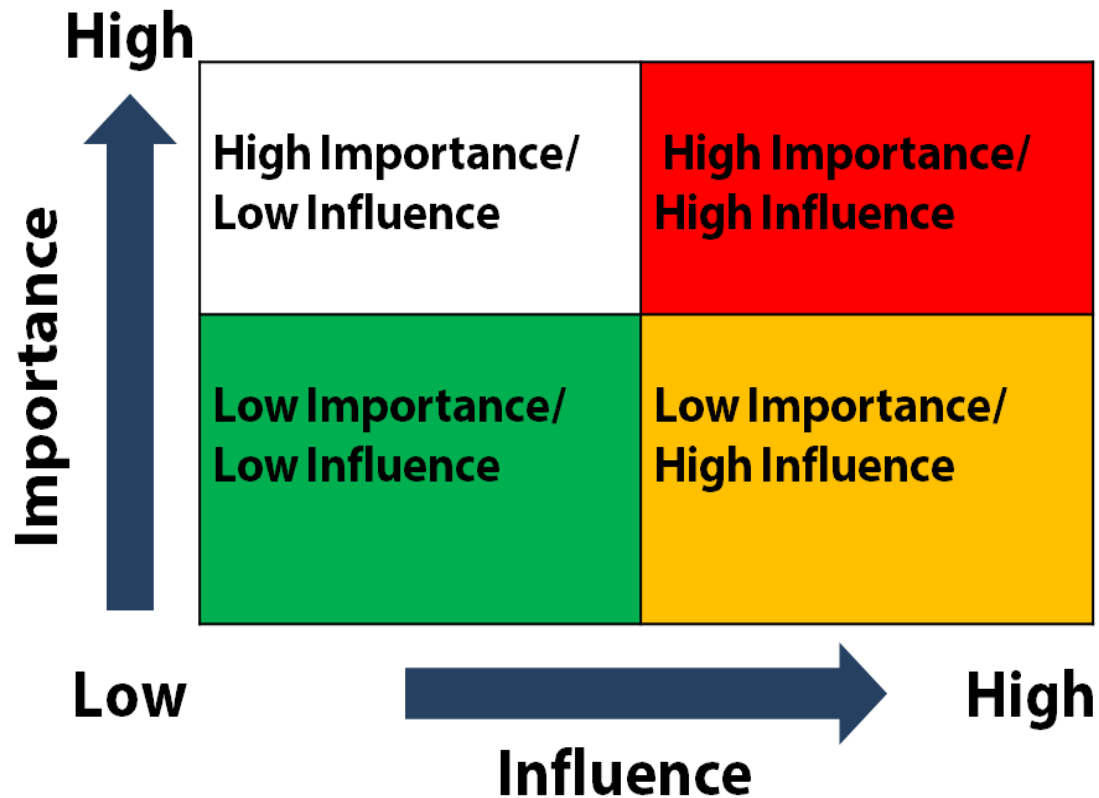 High
High Importance/
Low Influence
High Importance/
High Influence
Importance
Low Importance/
Low Influence
Low Importance/
High Influence
Low
High
Influence